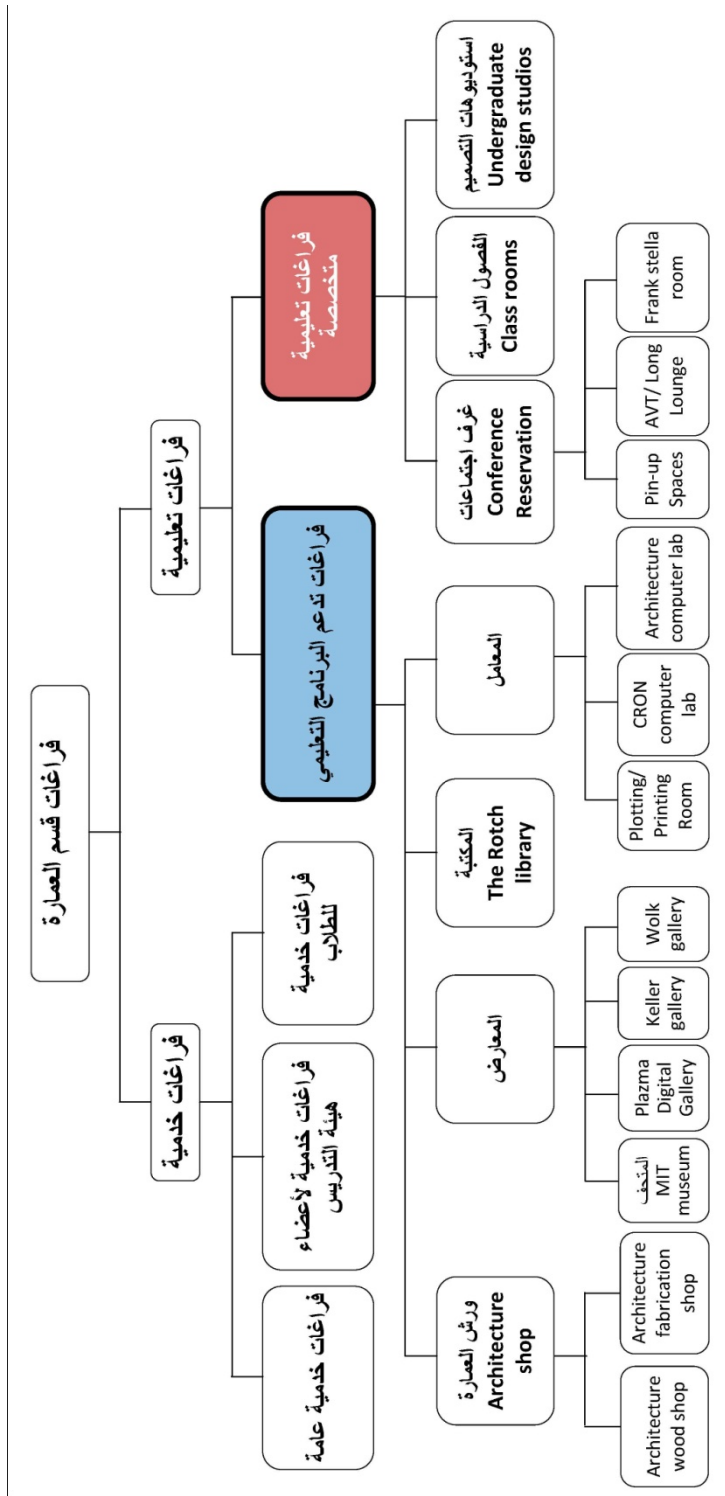 فراغات قسم العمارة
فراغات تعليمية
فراغات خدمية
فراغات تعليمية
متخصصة
فراغات تدعم البرنامج التعليمي
فراغات خدمية
للطلاب
فراغات خدمية لأعضاء
هيئة التدريس
فراغات خدمية عامة
استوديوهات التصميم
Undergraduate
design studios
الفصول الدراسية
Class rooms
غرف اجتماعات
Conference
Reservation
المعامل
المكتبة
The Rotch
library
المعارض
ورش العمارة
Architecture
shop
Frank stella
room
AVT/ Long
Lounge
Pin-up
Spaces
Architecture
computer lab
CRON
computer
lab
Plotting/
Printing
Room
Wolk
gallery
Keller
gallery
Plazma
Digital
Gallery
المتحف
MIT
museum
Architecture
fabrication
shop
Architecture
wood shop